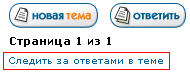 новая тема ответить
Страница 1 из 1
Следить за ответами в теме